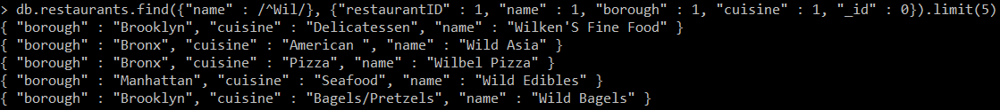 > db.restaurants.find({"name" : /^Wil/}, {"restaurantID" : 1, "name" : 1, "borough" : 1, "cuisine" : 1, "_id" : 0}).limit(5)
{ "borough" : "Brooklyn", "cuisine" : "Delicatessen", "name" : "Wilken'S Fine Food" }
{ "borough" : "Bronx", "cuisine" : "American ", "name" : "Wild Asia" }
{ "borough" : "Bronx", "cuisine" : "Pizza", "name" : "Wilbel Pizza" }
{ "borough" : "Manhattan", "cuisine" : "Seafood", "name" : "Wild Edibles" }
{ "borough" : "Brooklyn", "cuisine" : "Bagels/Pretzels", "name" : "Wild Bagels" }